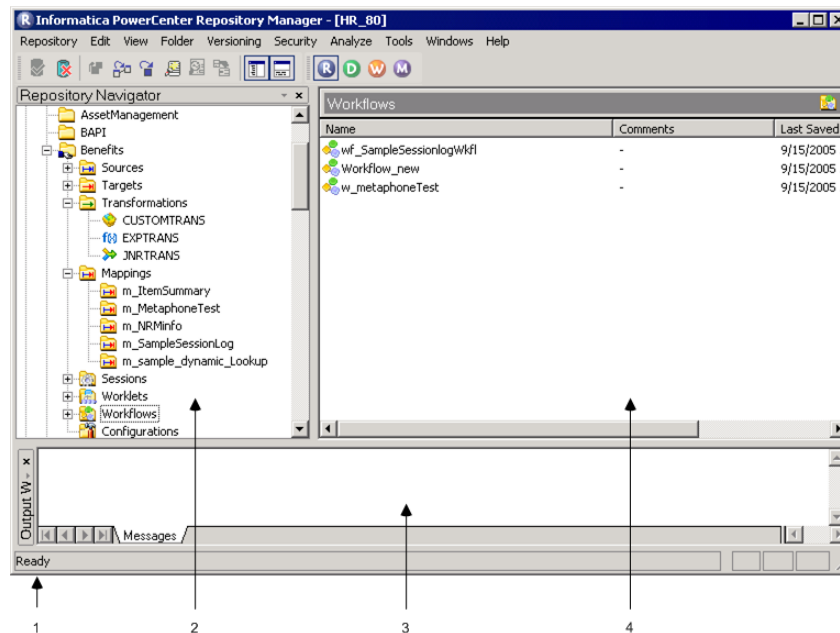 R Informatica PowerCenter Repository Manager - [HR_80]
Repository Edit View Folder Versioning Security Analyze Tools Windows Help
R D W M
Repository Navigator
AssetManagement
BAPI
Benefits
Sources
Targets
Transformations
CUSTOMTRANS
f(x) EXPTRANS
JNRTRANS
Mappings
m_ItemSummary
m_MetaphoneTest
m_NRMinfo
m_SampleSessionLog
m_sample_dynamic_Lookup
Sessions
Worklets
Workflows
Configurations
Workflows
Name Comments Last Saved
wf_SampleSessionlogWkfl - 9/15/2005
Workflow_new - 9/15/2005
w_metaphoneTest - 9/15/2005
Output W
Messages
Ready
1 2 3 4